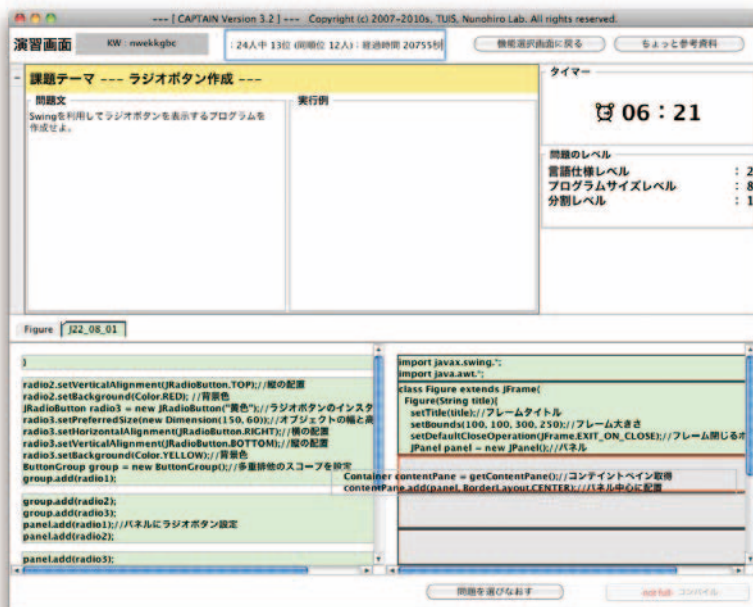 --- [ CAPTAIN Version 3.2 ] ---   Copyright (c) 2007-2010s, TUIS, Nunohiro Lab. All rights reserved.
演習画面
KW : nwekkgbc
: 24人中 13位 (同順位 12人) : 経過時間 20755秒
機能選択画面に戻る
ちょっと参考資料
課題テーマ --- ラジオボタン作成 ---
問題文
Swingを利用してラジオボタンを表示するプログラムを
作成せよ。
実行例
タイマー
06 : 21
問題のレベル
言語仕様レベル : 2
プログラムサイズレベル : 8
分割レベル : 1
Figure
J22_08_01
}
radio2.setVerticalAlignment(JRadioButton.TOP);//縦の配置
radio2.setBackground(Color.RED); //背景色
JRadioButton radio3 = new JRadioButton("黄色");//ラジオボタンのインスタ
radio3.setPreferredSize(new Dimension(150, 60));//オブジェクトの幅と高
radio3.setHorizontalAlignment(JRadioButton.RIGHT);//横の配置
radio3.setVerticalAlignment(JRadioButton.BOTTOM);//縦の配置
radio3.setBackground(Color.YELLOW);//背景色
ButtonGroup group = new ButtonGroup();//多重排他のスコープを設定
group.add(radio1);
group.add(radio2);
group.add(radio3);
panel.add(radio1);//パネルにラジオボタン設定
panel.add(radio2);
panel.add(radio3);
import javax.swing.*;
import java.awt.*;
class Figure extends JFrame{
Figure(String title){
setTitle(title);//フレームタイトル
setBounds(100, 100, 300, 250);//フレーム大きさ
setDefaultCloseOperation(JFrame.EXIT_ON_CLOSE);//フレーム閉じるボ
JPanel panel = new JPanel();//パネル
Container contentPane = getContentPane();//コンテイントペイン取得
contentPane.add(panel, BorderLayout.CENTER);//パネル中心に配置
問題を選びなおす
not full コンパイル